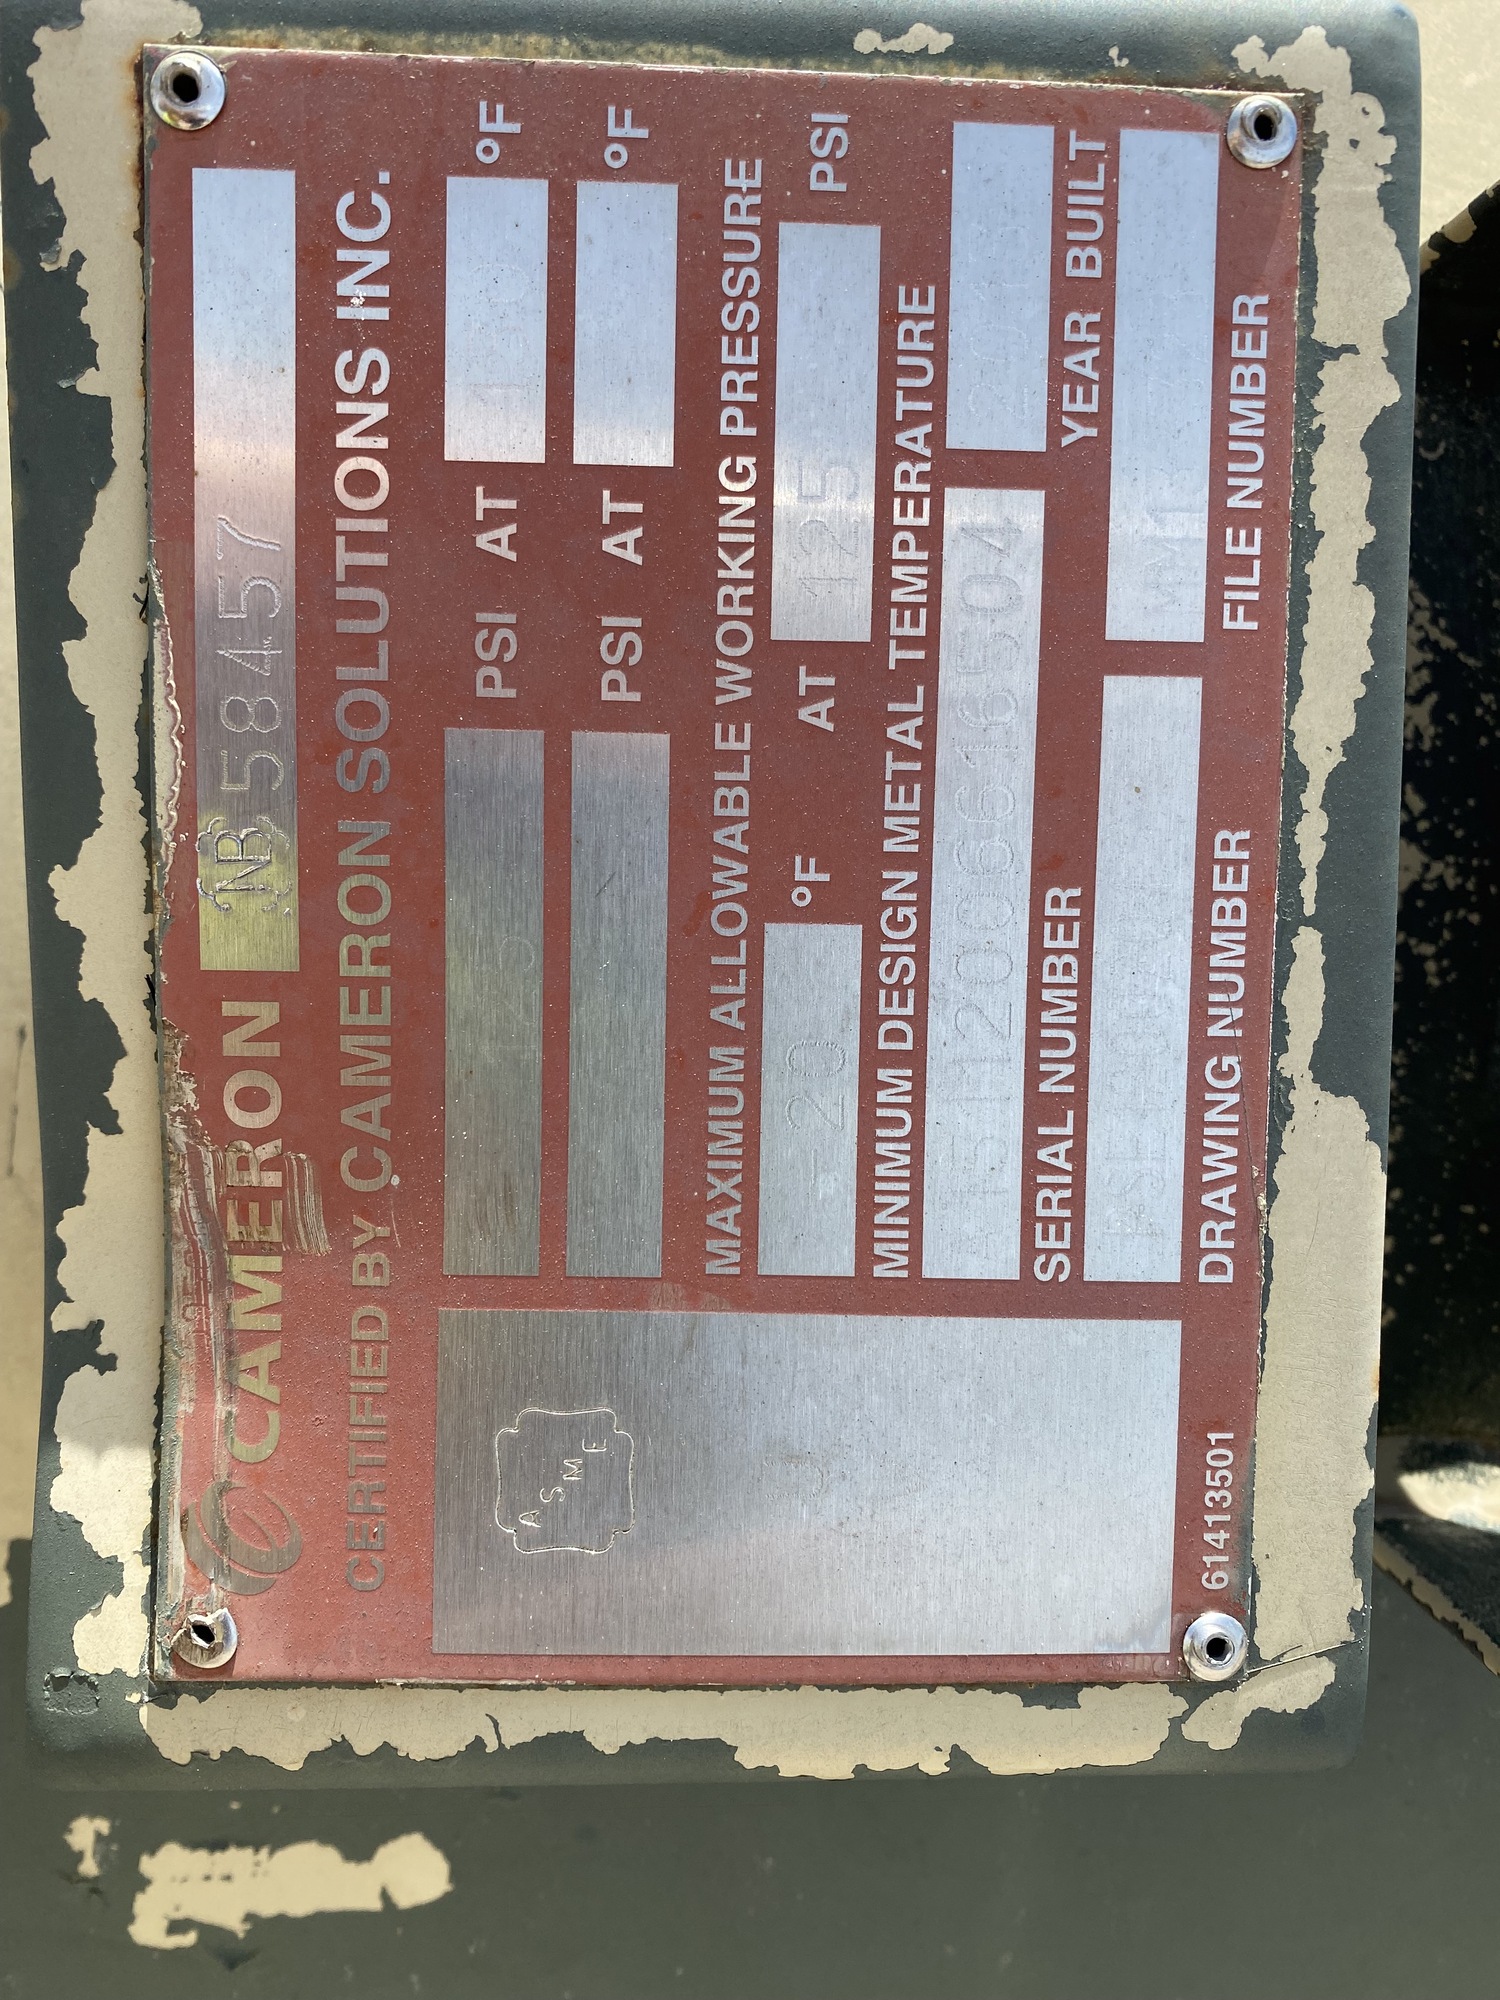 CAMERON NB 58457
CERTIFIED BY CAMERON SOLUTIONS INC.
ASME
125 PSI AT °F
PSI AT °F
MAXIMUM ALLOWABLE WORKING PRESSURE
-20 °F AT 125 PSI
MINIMUM DESIGN METAL TEMPERATURE
SERIAL NUMBER
YEAR BUILT
DRAWING NUMBER
FILE NUMBER
61413501